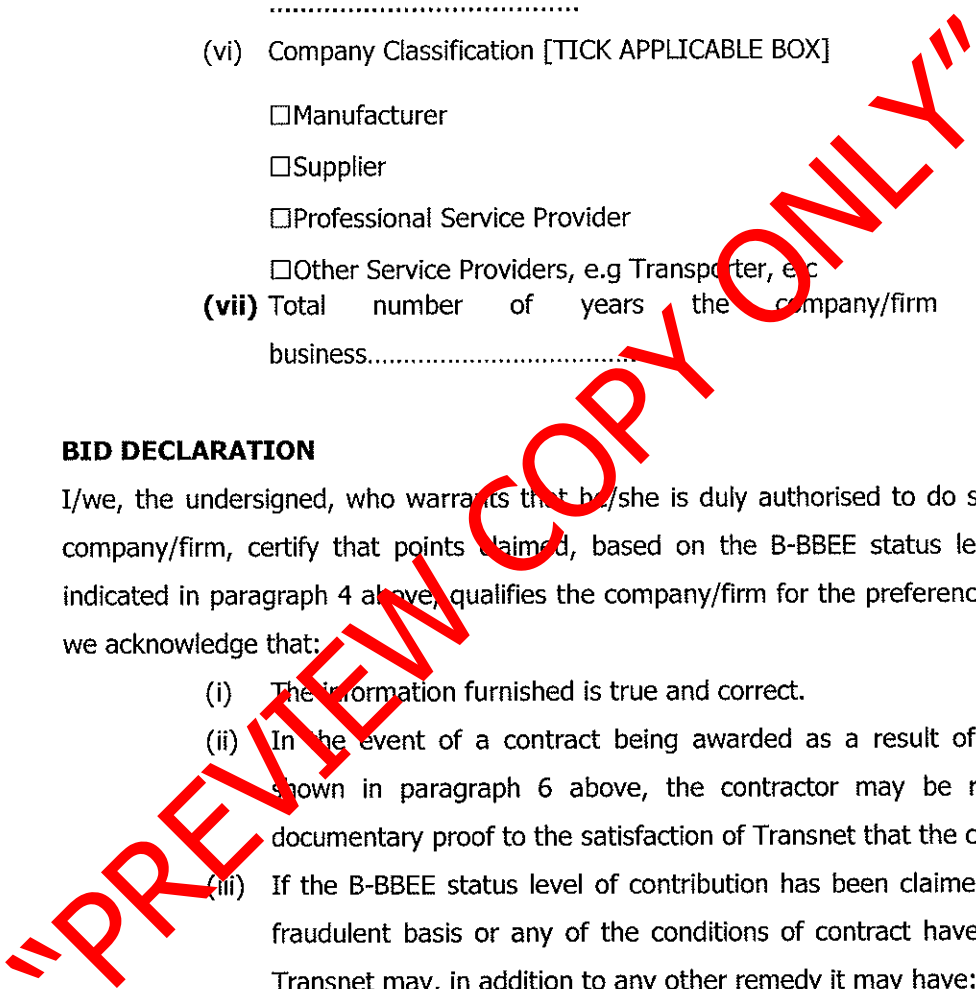 ....................................
(vi) Company Classification [TICK APPLICABLE BOX]
☐Manufacturer
☐Supplier
☐Professional Service Provider
☐Other Service Providers, e.g Transporter, etc
(vii) Total number of years the company/firm
business....................................
BID DECLARATION
I/we, the undersigned, who warrants that he/she is duly authorised to do s
company/firm, certify that points claimed, based on the B-BBEE status le
indicated in paragraph 4 above, qualifies the company/firm for the preferenc
we acknowledge that:
(i) The information furnished is true and correct.
(ii) In the event of a contract being awarded as a result of
shown in paragraph 6 above, the contractor may be r
documentary proof to the satisfaction of Transnet that the c
(iii) If the B-BBEE status level of contribution has been claime
fraudulent basis or any of the conditions of contract have
Transnet may, in addition to any other remedy it may have:
"PREVIEW COPY ONLY"